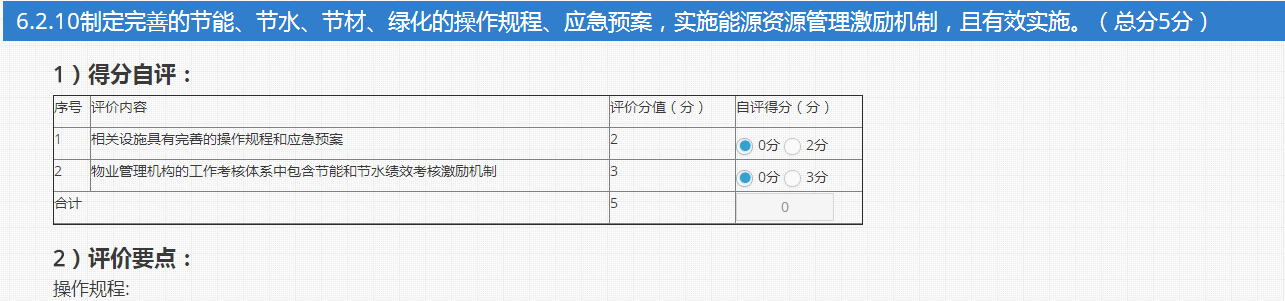 6.2.10制定完善的节能、节水、节材、绿化的操作规程、应急预案，实施能源资源管理激励机制，且有效实施。（总分5分）
1）得分自评：
序号 评价内容 评价分值（分） 自评得分（分）
1 相关设施具有完善的操作规程和应急预案 2 0分 2分
2 物业管理机构的工作考核体系中包含节能和节水绩效考核激励机制 3 0分 3分
合计 5 0
2）评价要点：
操作规程: